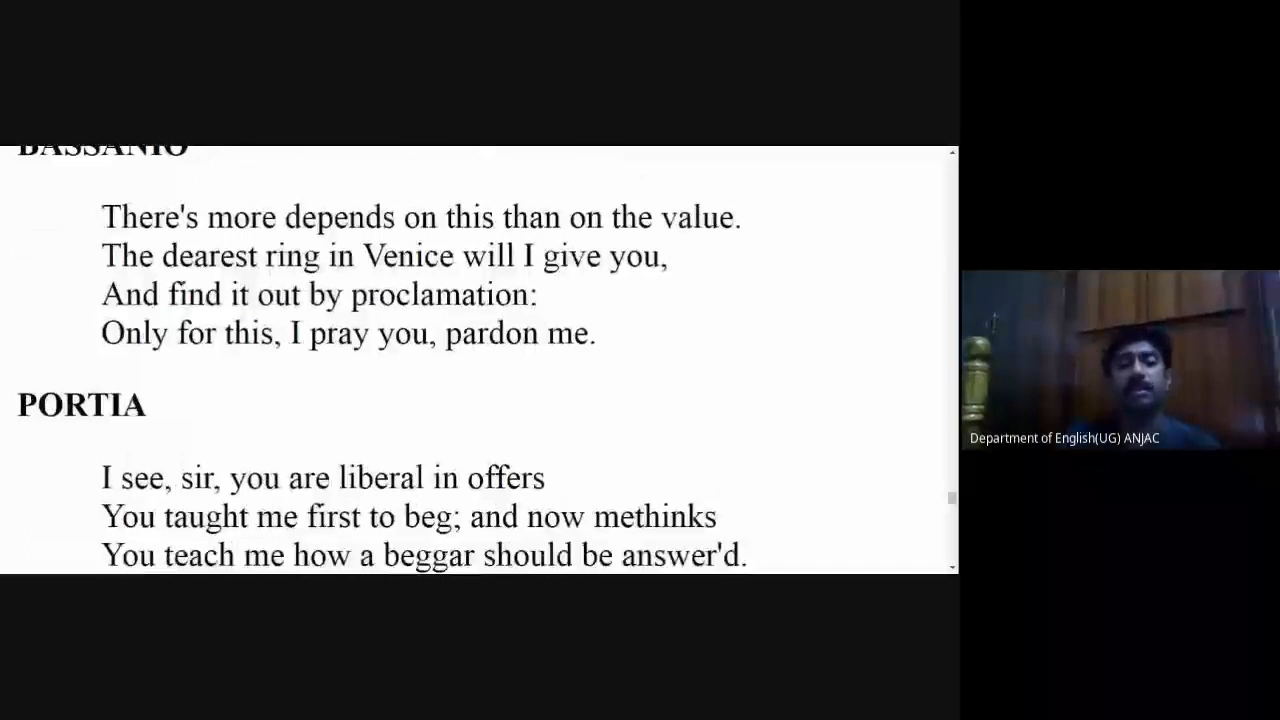 BASSANIO
There's more depends on this than on the value.
The dearest ring in Venice will I give you,
And find it out by proclamation:
Only for this, I pray you, pardon me.
PORTIA
I see, sir, you are liberal in offers
You taught me first to beg; and now methinks
You teach me how a beggar should be answer'd.
Department of English(UG) ANJAC